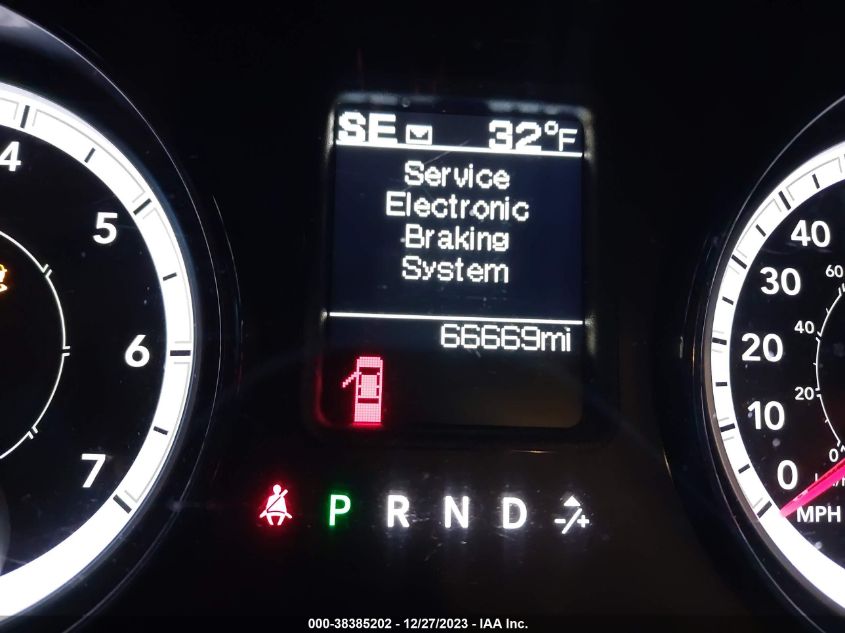 SE 32°F
Service
Electronic
Braking
System
66669mi
4
5
6
7
40
30
20
10
0
60
40
20
0
MPH
P R N D -/+
000-38385202 - 12/27/2023 - IAA Inc.